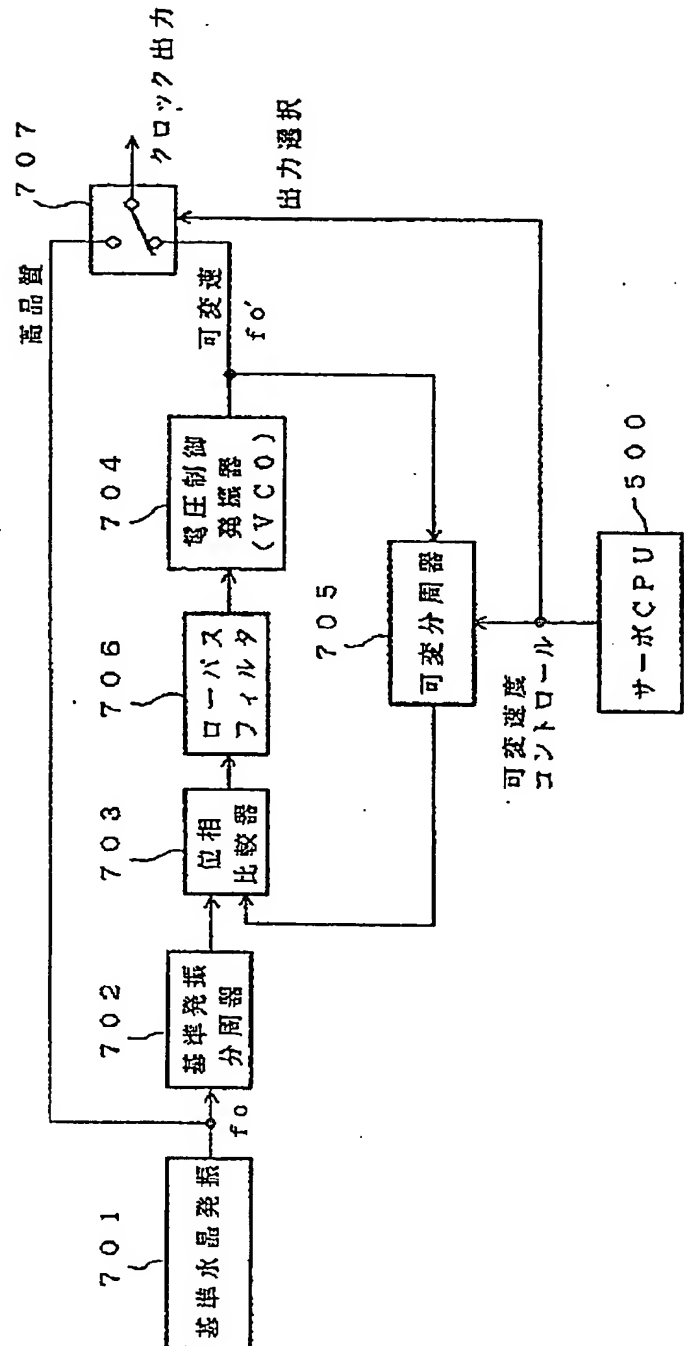 701
基準水晶発振
fo
702
基準発振
分周器
703
位相
比較器
706
ローパス
フィルタ
704
電圧制御
発振器
(VCO)
705
可変分周器
可変速度
コントロール
サーボCPU
500
高品質
可変速
fo′
707
クロック出力
出力選択